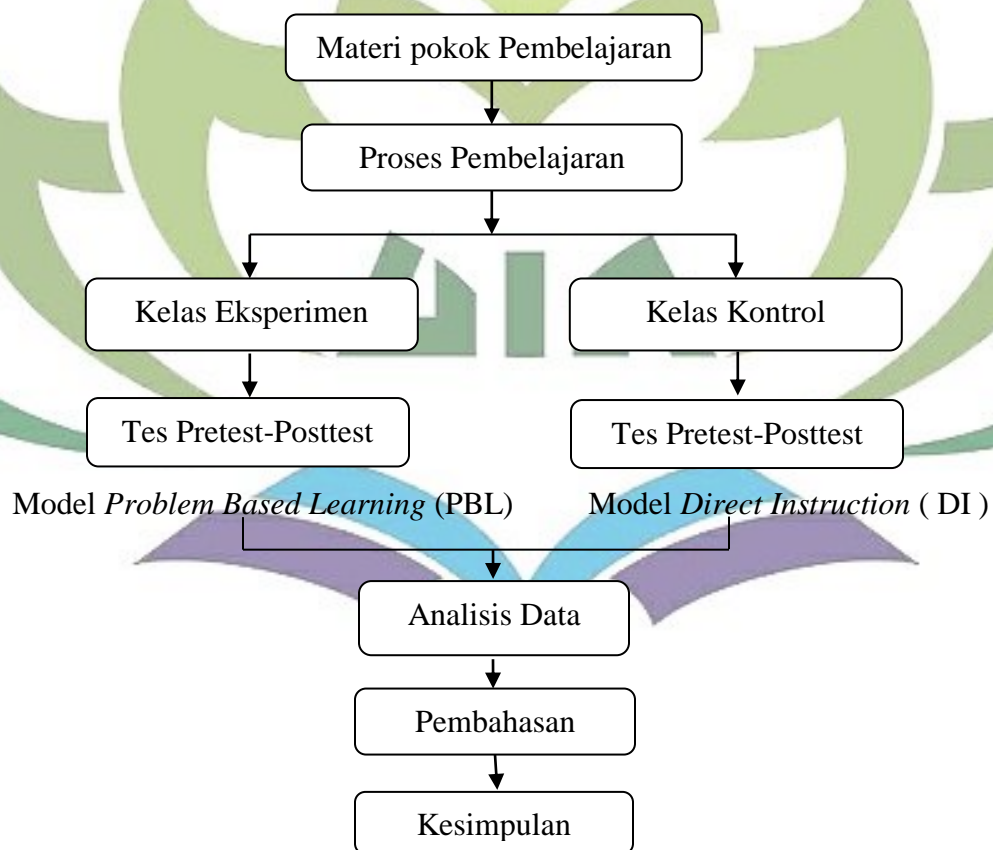 Materi pokok Pembelajaran
Proses Pembelajaran
Kelas Eksperimen
Kelas Kontrol
Tes Pretest-Posttest
Tes Pretest-Posttest
Model Problem Based Learning (PBL)
Model Direct Instruction ( DI )
Analisis Data
Pembahasan
Kesimpulan